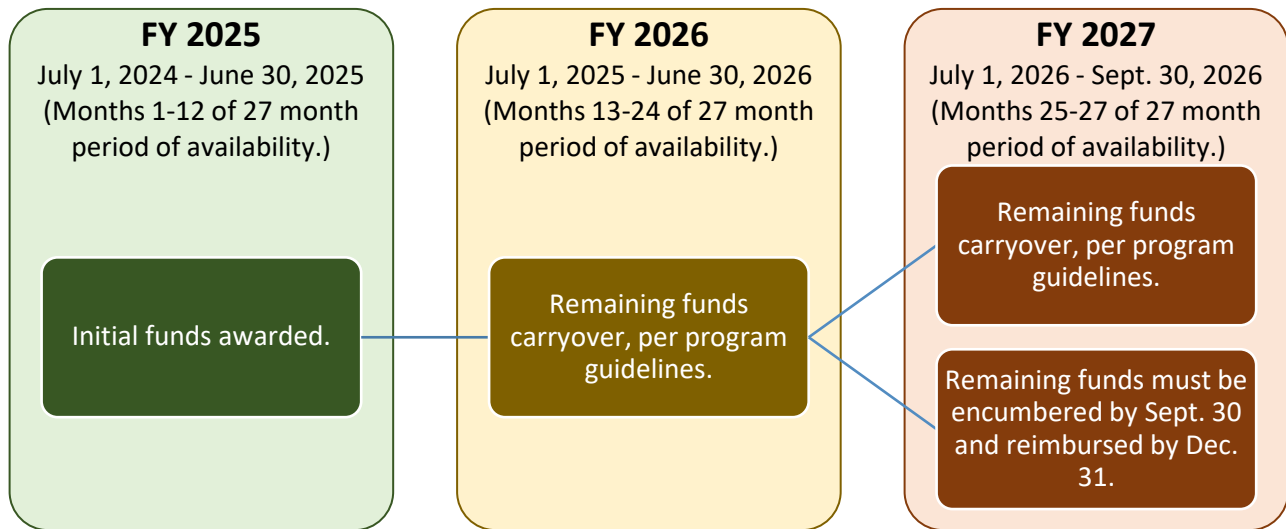 FY 2025
July 1, 2024 - June 30, 2025
(Months 1-12 of 27 month
period of availability.)
Initial funds awarded.
FY 2026
July 1, 2025 - June 30, 2026
(Months 13-24 of 27 month
period of availability.)
Remaining funds
carryover, per program
guidelines.
FY 2027
July 1, 2026 - Sept. 30, 2026
(Months 25-27 of 27 month
period of availability.)
Remaining funds
carryover, per program
guidelines.
Remaining funds must be
encumbered by Sept. 30
and reimbursed by Dec.
31.